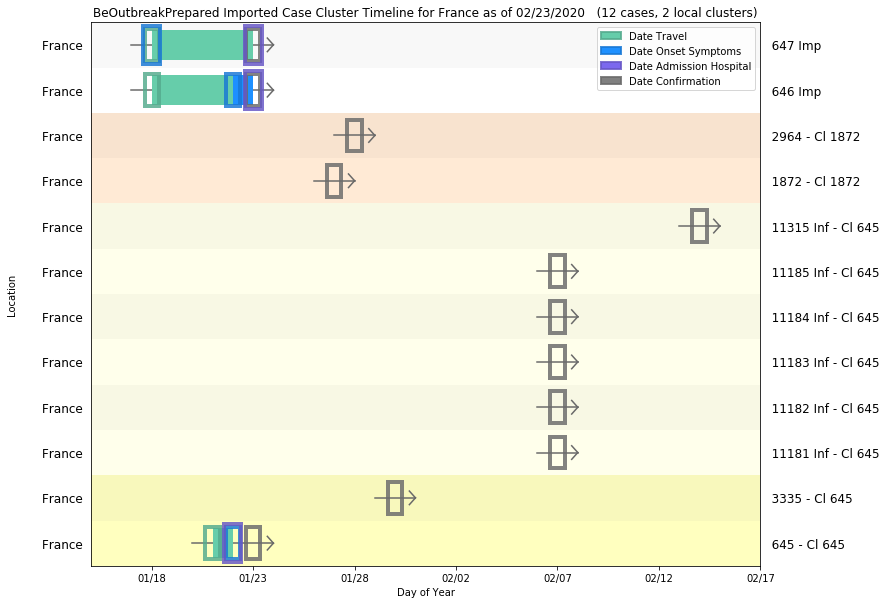 BeOutbreakPrepared Imported Case Cluster Timeline for France as of 02/23/2020 (12 cases, 2 local clusters)
Date Travel
Date Onset Symptoms
Date Admission Hospital
Date Confirmation
France 647 Imp
France 646 Imp
France 2964 - Cl 1872
France 1872 - Cl 1872
France 11315 Inf - Cl 645
France 11185 Inf - Cl 645
France 11184 Inf - Cl 645
France 11183 Inf - Cl 645
France 11182 Inf - Cl 645
France 11181 Inf - Cl 645
France 3335 - Cl 645
France 645 - Cl 645
Location
01/18 01/23 01/28 02/02 02/07 02/12 02/17
Day of Year